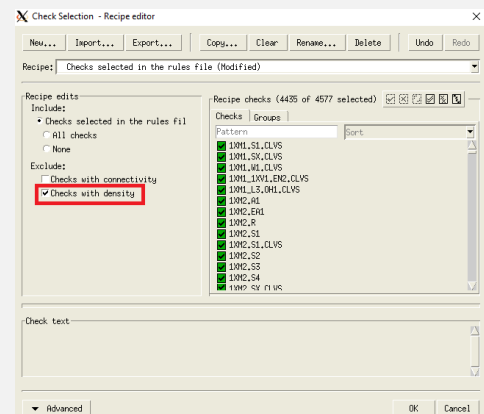 Check Selection - Recipe editor
New... Import... Export... Copy... Clear Rename... Delete Undo Redo
Recipe: Checks selected in the rules file (Modified)
Recipe edits
Include:
Checks selected in the rules fil
All checks
None
Exclude:
Checks with connectivity
Checks with density
Recipe checks (4435 of 4577 selected)
Checks Groups
Pattern Sort
1XM1.S1.CLVS
1XM1.SX.CLVS
1XM1.W1.CLVS
1XM1_1XV1.EN2.CLVS
1XM1_L3.OH1.CLVS
1XM2.A1
1XM2.EA1
1XM2.R
1XM2.S1
1XM2.S1.CLVS
1XM2.S2
1XM2.S3
1XM2.S4
1XM2.SX.CLVS
Check text
Advanced OK Cancel